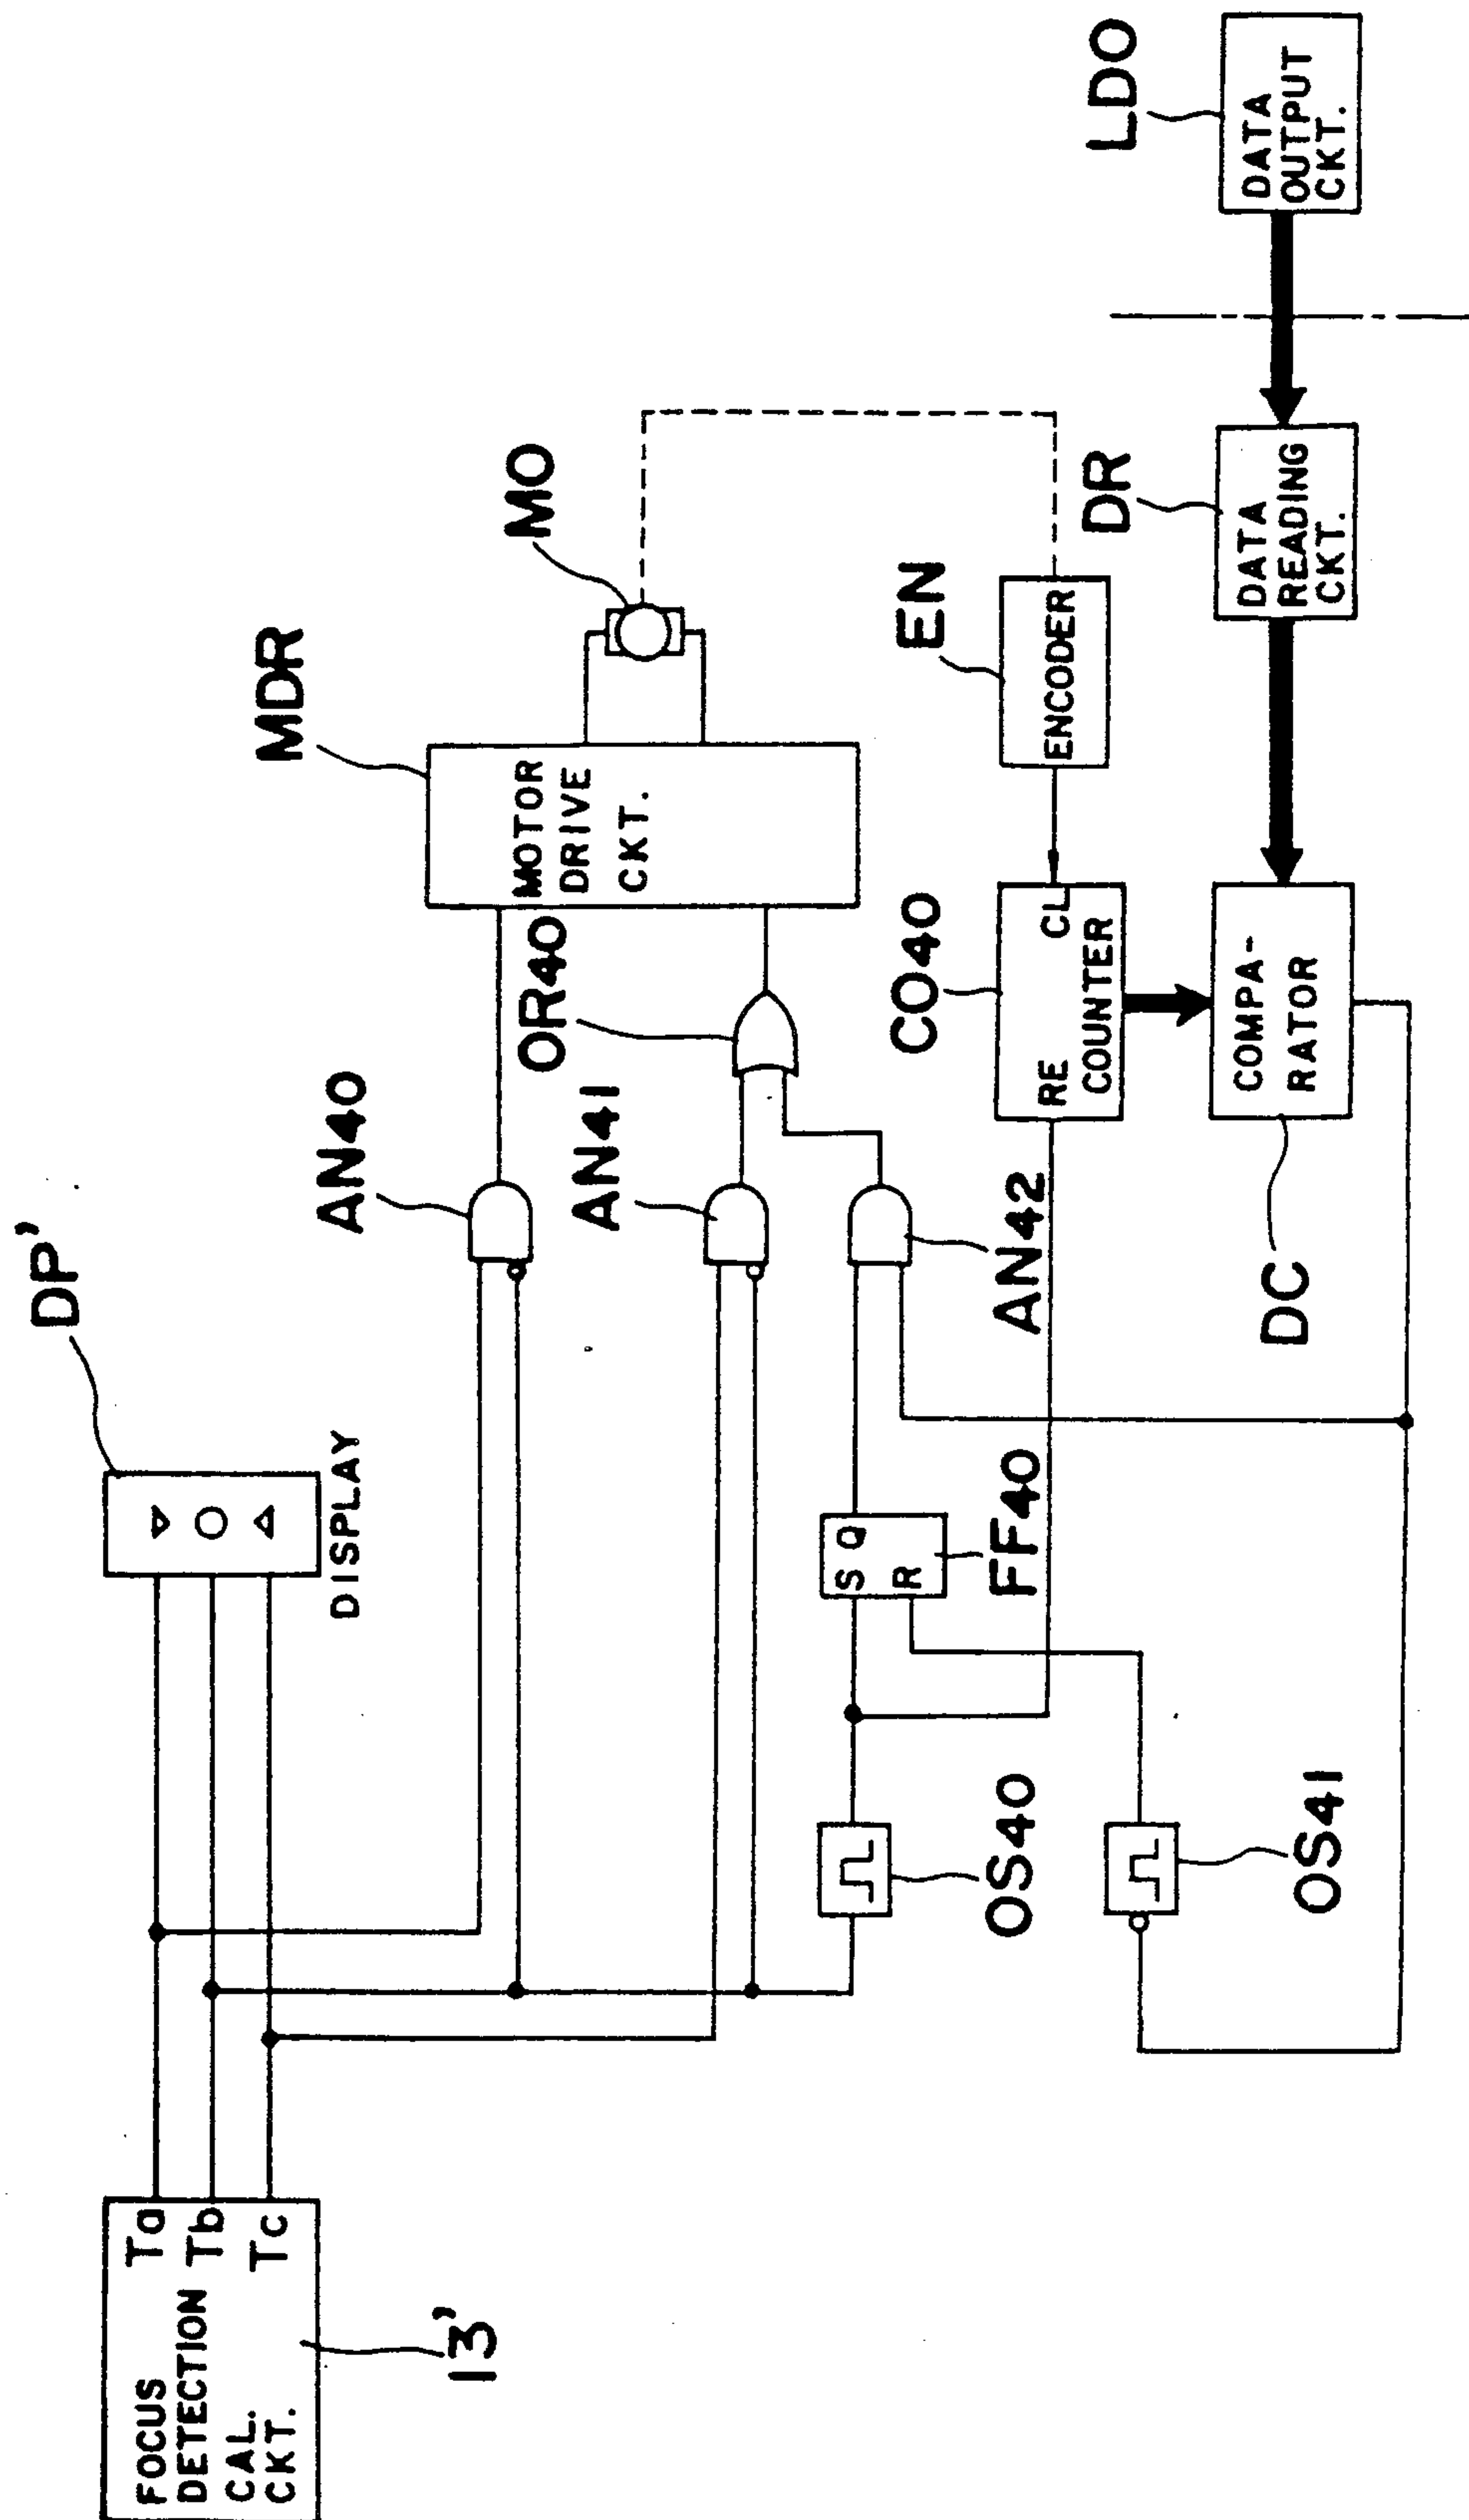 DP'
DISPLAY
FOCUS
DETECTION
CAL.
CKT.
Ta
Tb
Tc
13'
AN40
AN41
OR40
MDR
MOTOR
DRIVE
CKT.
MO
OS40
S Q
R
FF40
AN42
CO40
RE CL
COUNTER
EN
ENCODER
OS41
DC
COMPA-
RATOR
DR
DATA
READING
CKT.
LDO
DATA
OUTPUT
CKT.